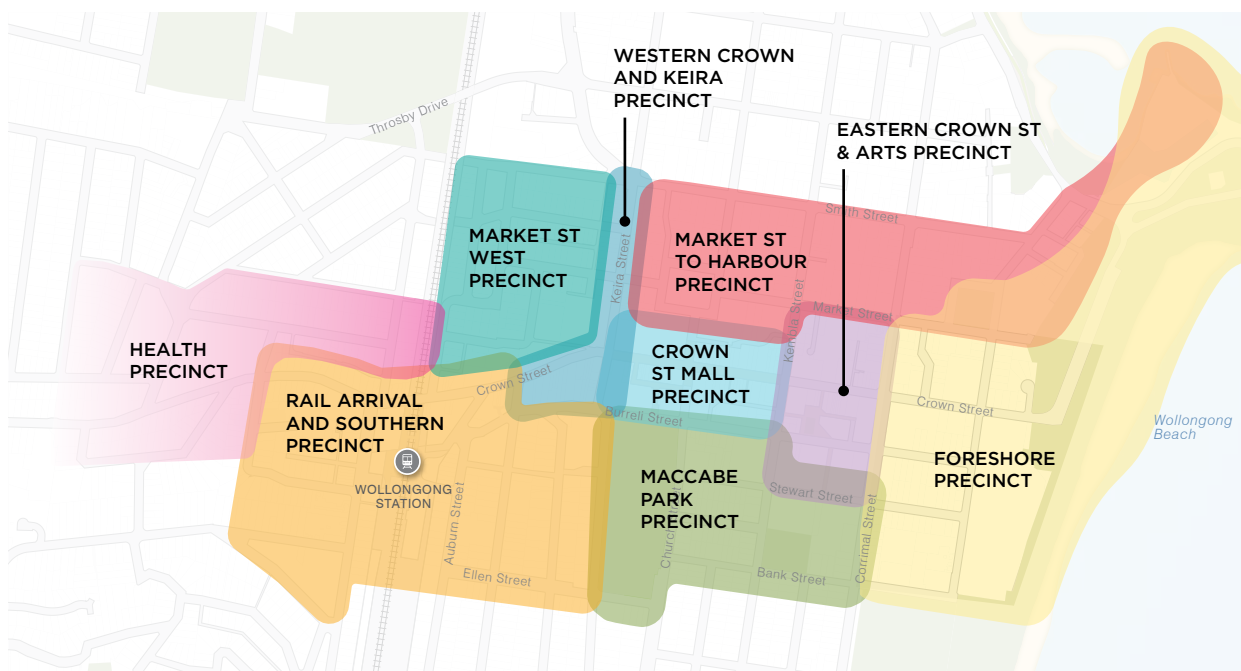 WESTERN CROWN
AND KEIRA
PRECINCT
Throsby Drive
EASTERN CROWN ST
& ARTS PRECINCT
Smith Street
MARKET ST
WEST
PRECINCT
Keira Street
MARKET ST
TO HARBOUR
PRECINCT
Kembla Street
Market Street
HEALTH
PRECINCT
CROWN
ST MALL
PRECINCT
Crown Street
Crown Street
RAIL ARRIVAL
AND SOUTHERN
PRECINCT
Burelli Street
Wollongong
Beach
FORESHORE
PRECINCT
WOLLONGONG
STATION
MACCABE
PARK
PRECINCT
Stewart Street
Auburn Street
Church Street
Corrimal Street
Ellen Street
Bank Street